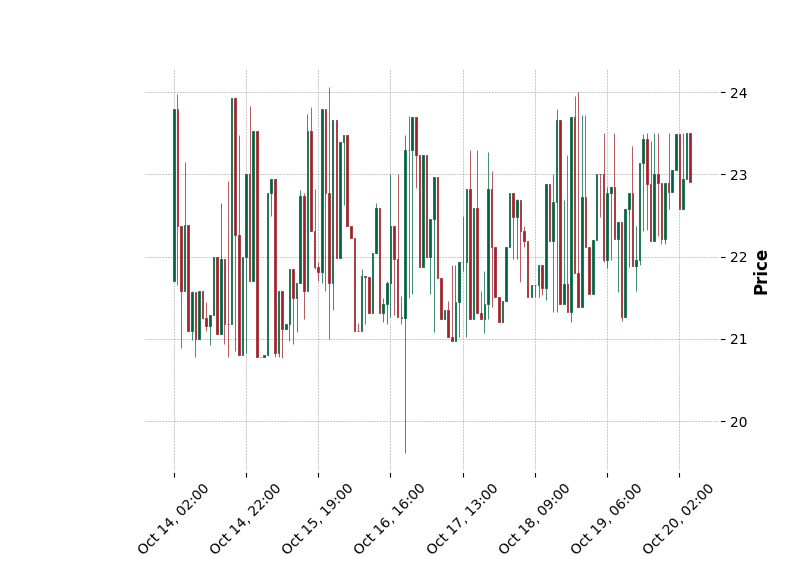 24
23
22
21
20
Price
Oct 14, 02:00
Oct 14, 22:00
Oct 15, 19:00
Oct 16, 16:00
Oct 17, 13:00
Oct 18, 09:00
Oct 19, 06:00
Oct 20, 02:00